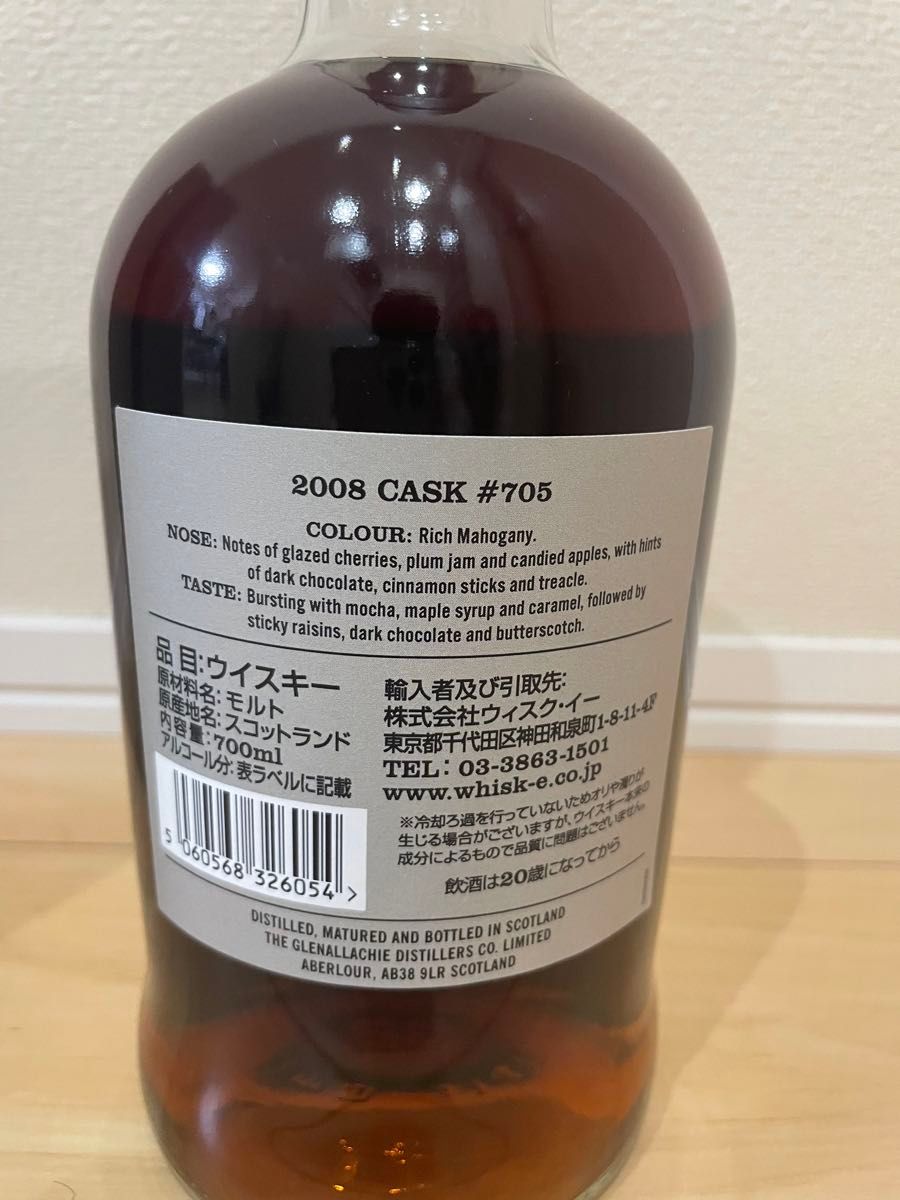 2008 CASK #705
COLOUR: Rich Mahogany.
NOSE: Notes of glazed cherries, plum jam and candied apples, with hints
of dark chocolate, cinnamon sticks and treacle.
TASTE: Bursting with mocha, maple syrup and caramel, followed by
sticky raisins, dark chocolate and butterscotch.
品目:ウイスキー
原材料名:モルト
原産地名:スコットランド
内容量:700ml
アルコール分:表ラベルに記載
5 060568 326054 >
輸入者及び引取先:
株式会社ウィスク・イー
東京都千代田区神田和泉町1-8-11-4F
TEL: 03-3863-1501
www.whisk-e.co.jp
※冷却ろ過を行っていないためオリや濁りが
生じる場合がございますが、ウイスキー本来の
成分によるもので品質に問題はございません。
飲酒は20歳になってから
DISTILLED, MATURED AND BOTTLED IN SCOTLAND
THE GLENALLACHIE DISTILLERS CO. LIMITED
ABERLOUR, AB38 9LR SCOTLAND